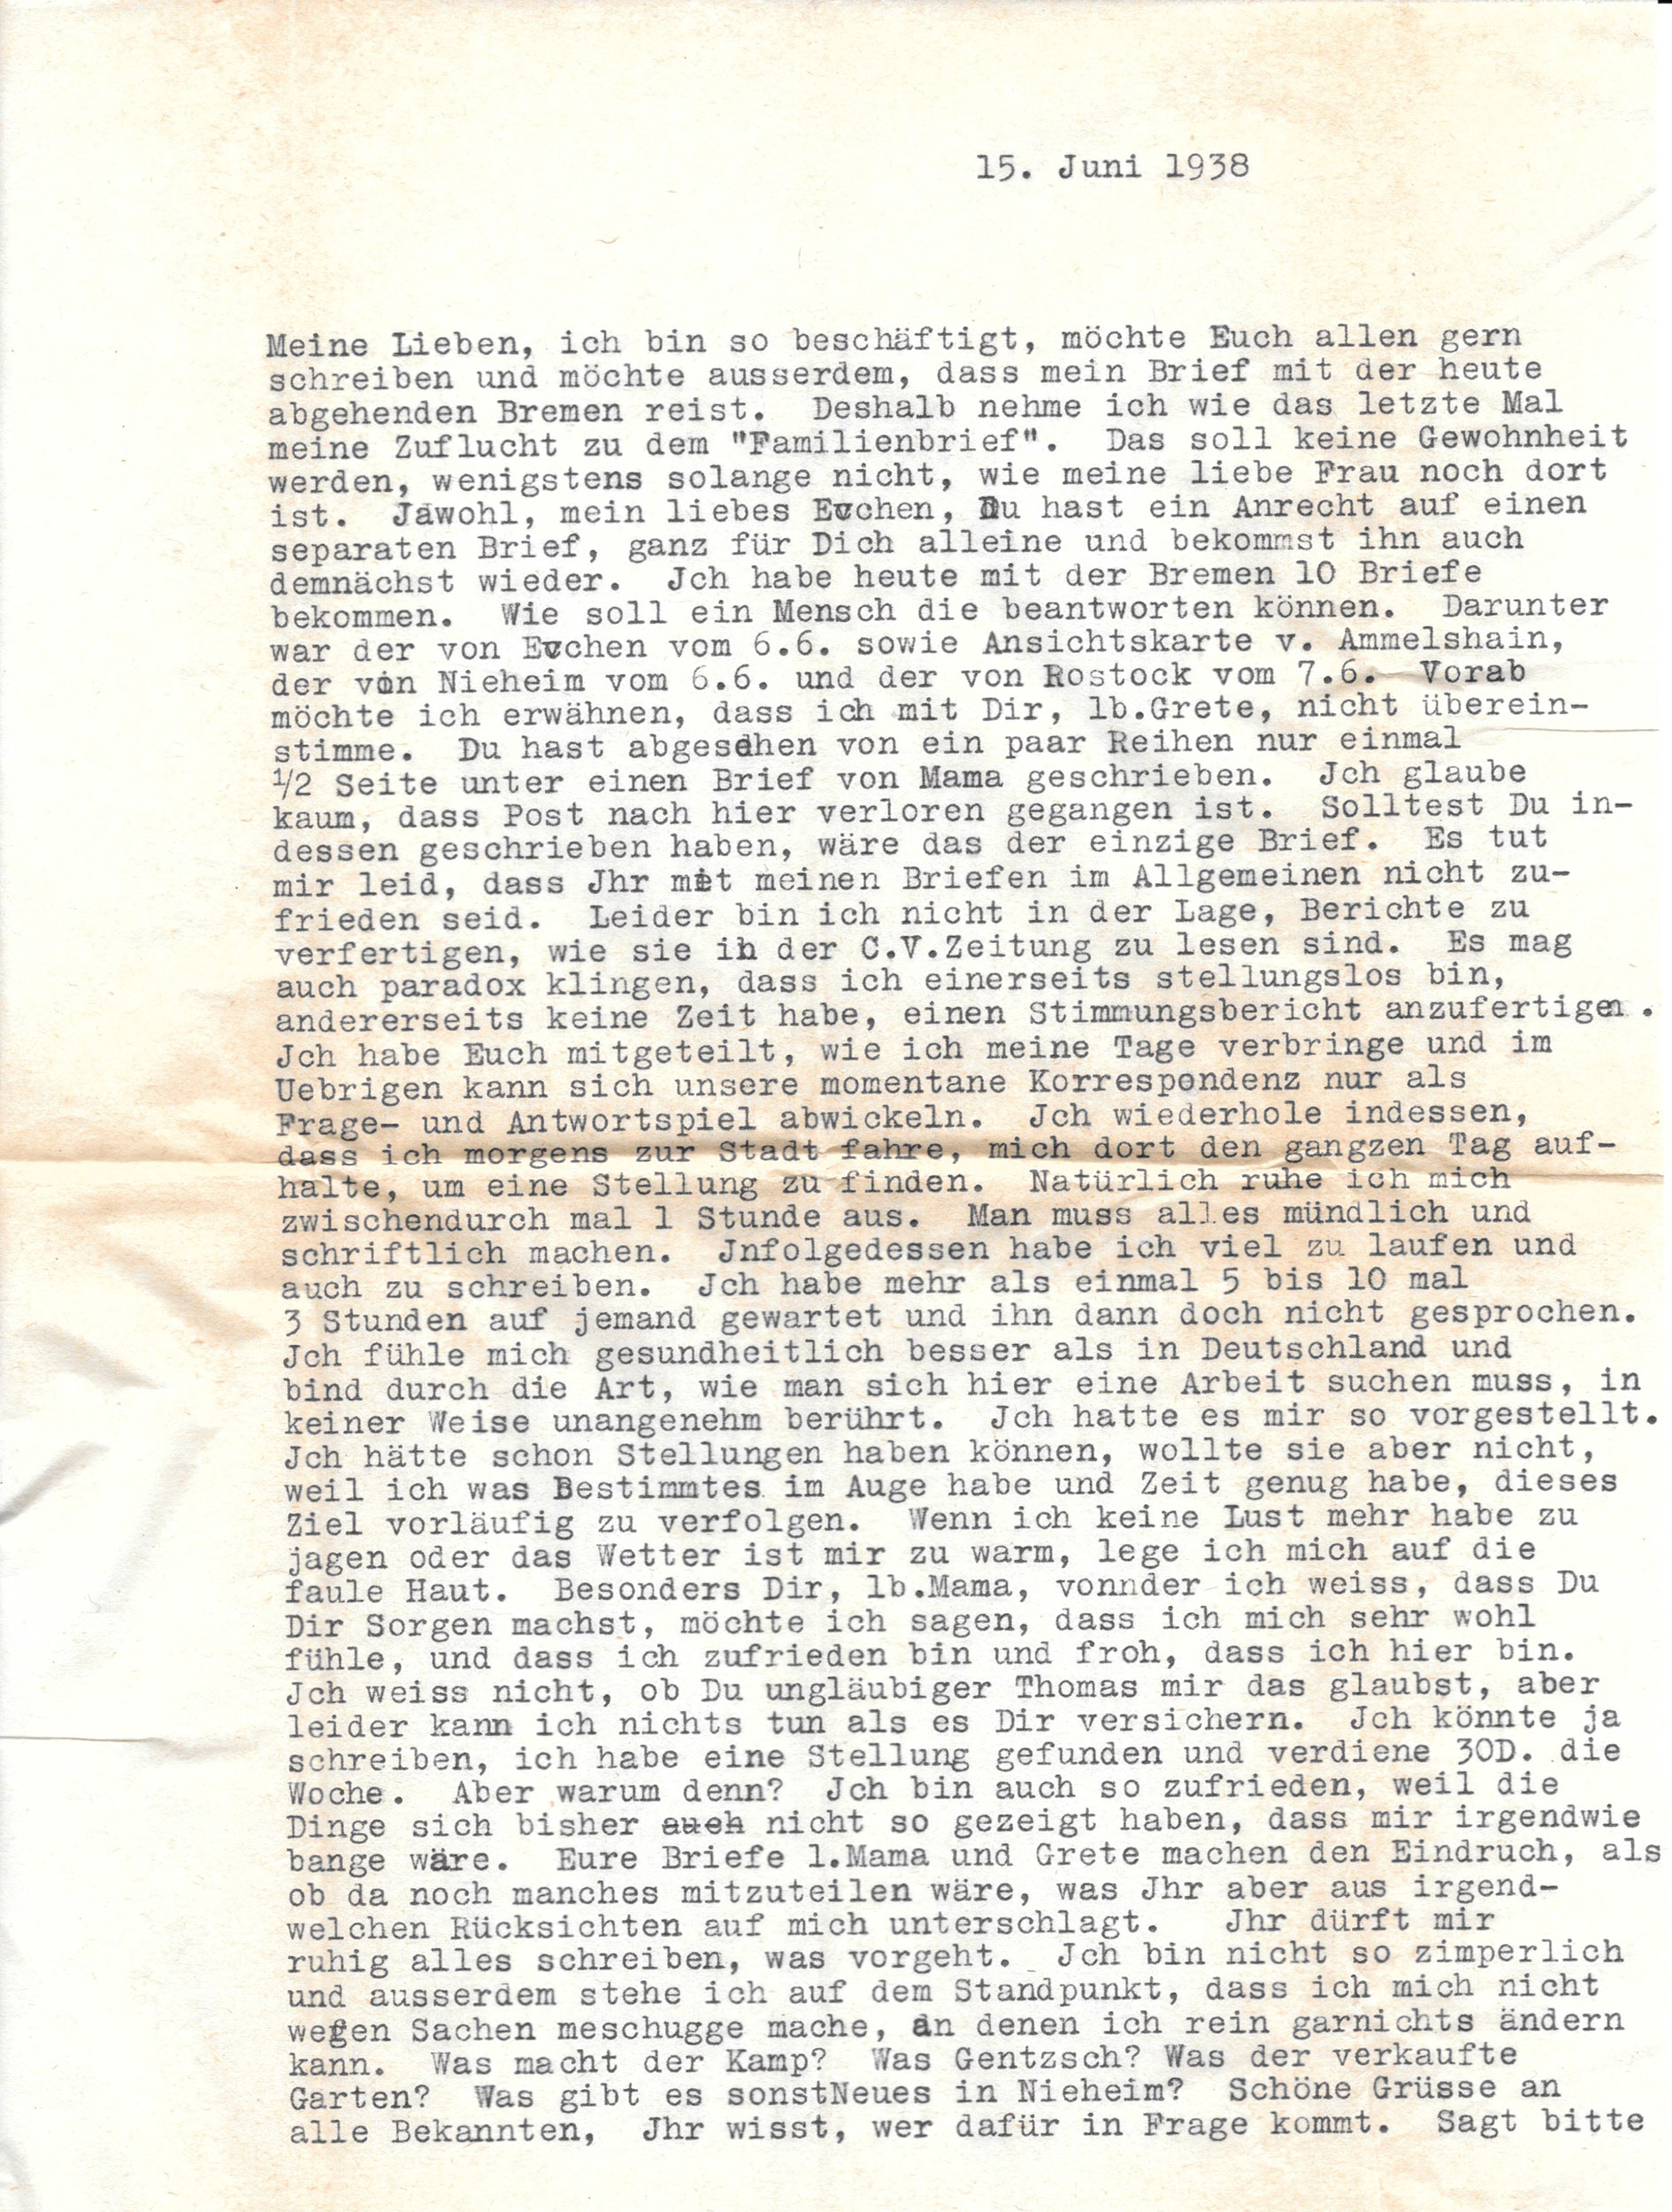 15. Juni 1938
Meine Lieben, ich bin so beschäftigt, möchte Euch allen gern
schreiben und möchte ausserdem, dass mein Brief mit der heute
abgehenden Bremen reist. Deshalb nehme ich wie das letzte Mal
meine Zuflucht zu dem "Familienbrief". Das soll keine Gewohnheit
werden, wenigstens solange nicht, wie meine liebe Frau noch dort
ist. Jawohl, mein liebes Evchen, Du hast ein Anrecht auf einen
separaten Brief, ganz für Dich alleine und bekommst ihn auch
demnächst wieder. Jch habe heute mit der Bremen 10 Briefe
bekommen. Wie soll ein Mensch die beantworten können. Darunter
war der von Evchen vom 6.6. sowie Ansichtskarte v. Ammelshain,
der von Nieheim vom 6.6. und der von Rostock vom 7.6. Vorab
möchte ich erwähnen, dass ich mit Dir, lb.Grete, nicht überein-
stimme. Du hast abgesehen von ein paar Reihen nur einmal
1/2 Seite unter einen Brief von Mama geschrieben. Jch glaube
kaum, dass Post nach hier verloren gegangen ist. Solltest Du in-
dessen geschrieben haben, wäre das der einzige Brief. Es tut
mir leid, dass Jhr mit meinen Briefen im Allgemeinen nicht zu-
frieden seid. Leider bin ich nicht in der Lage, Berichte zu
verfertigen, wie sie in der C.V.Zeitung zu lesen sind. Es mag
auch paradox klingen, dass ich einerseits stellungslos bin,
andererseits keine Zeit habe, einen Stimmungsbericht anzufertigen.
Jch habe Euch mitgeteilt, wie ich meine Tage verbringe und im
Uebrigen kann sich unsere momentane Korrespondenz nur als
Frage- und Antwortspiel abwickeln. Jch wiederhole indessen,
dass ich morgens zur Stadt fahre, mich dort den gangzen Tag auf-
halte, um eine Stellung zu finden. Natürlich ruhe ich mich
zwischendurch mal 1 Stunde aus. Man muss alles mündlich und
schriftlich machen. Jnfolgedessen habe ich viel zu laufen und
auch zu schreiben. Jch habe mehr als einmal 5 bis 10 mal
3 Stunden auf jemand gewartet und ihn dann doch nicht gesprochen.
Jch fühle mich gesundheitlich besser als in Deutschland und
bind durch die Art, wie man sich hier eine Arbeit suchen muss, in
keiner Weise unangenehm berührt. Jch hatte es mir so vorgestellt.
Jch hätte schon Stellungen haben können, wollte sie aber nicht,
weil ich was Bestimmtes im Auge habe und Zeit genug habe, dieses
Ziel vorläufig zu verfolgen. Wenn ich keine Lust mehr habe zu
jagen oder das Wetter ist mir zu warm, lege ich mich auf die
faule Haut. Besonders Dir, lb.Mama, vonnder ich weiss, dass Du
Dir Sorgen machst, möchte ich sagen, dass ich mich sehr wohl
fühle, und dass ich zufrieden bin und froh, dass ich hier bin.
Jch weiss nicht, ob Du ungläubiger Thomas mir das glaubst, aber
leider kann ich nichts tun als es Dir versichern. Jch könnte ja
schreiben, ich habe eine Stellung gefunden und verdiene 30D. die
Woche. Aber warum denn? Jch bin auch so zufrieden, weil die
Dinge sich bisher auch nicht so gezeigt haben, dass mir irgendwie
bange wäre. Eure Briefe l.Mama und Grete machen den Eindruch, als
ob da noch manches mitzuteilen wäre, was Jhr aber aus irgend-
welchen Rücksichten auf mich unterschlagt. Jhr dürft mir
ruhig alles schreiben, was vorgeht. Jch bin nicht so zimperlich
und ausserdem stehe ich auf dem Standpunkt, dass ich mich nicht
wegen Sachen meschugge mache, an denen ich rein garnichts ändern
kann. Was macht der Kamp? Was Gentzsch? Was der verkaufte
Garten? Was gibt es sonstNeues in Nieheim? Schöne Grüsse an
alle Bekannten, Jhr wisst, wer dafür in Frage kommt. Sagt bitte